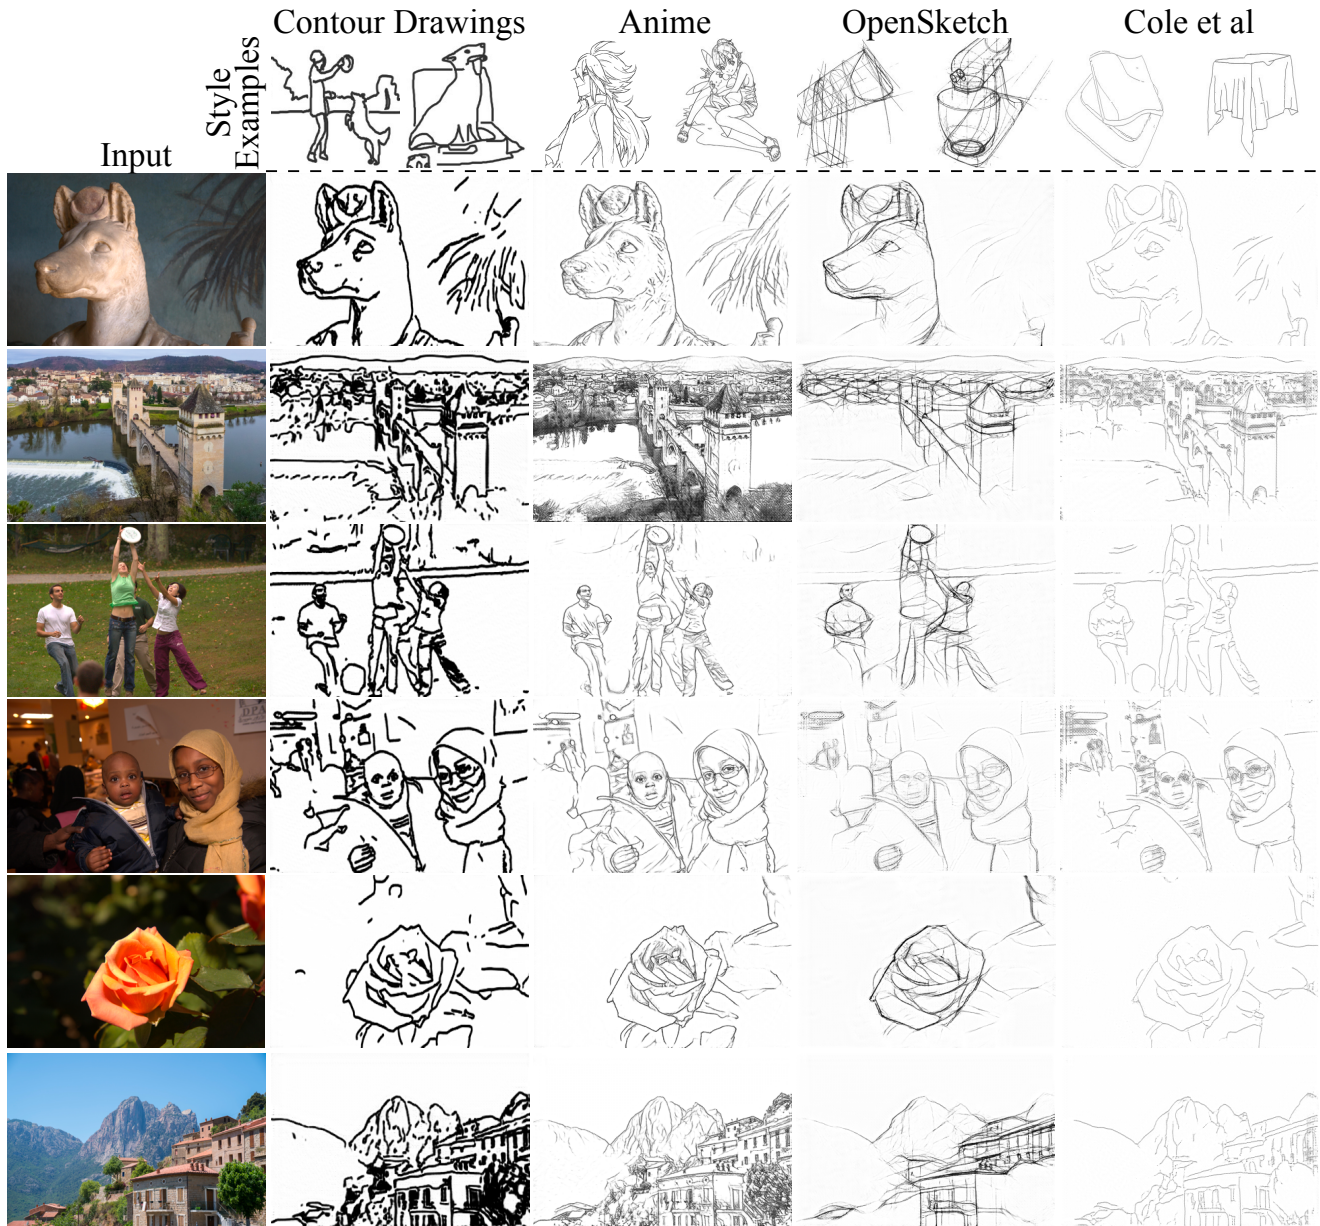 Contour Drawings
Anime
OpenSketch
Cole et al
Style
Examples
Input